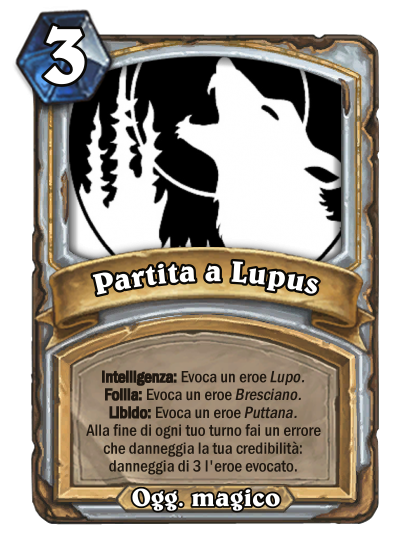 3
Partita a Lupus
Intelligenza: Evoca un eroe Lupo.
Follia: Evoca un eroe Bresciano.
Libido: Evoca un eroe Puttana.
Alla fine di ogni tuo turno fai un errore
che danneggia la tua credibilità:
danneggia di 3 l'eroe evocato.
Ogg. magico